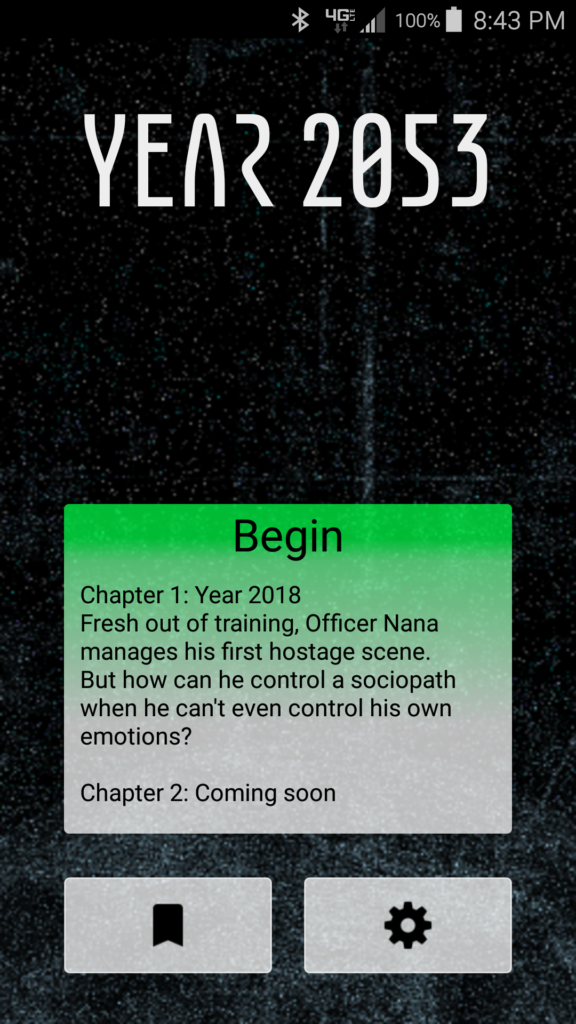 4G LTE 100% 8:43 PM
YEAR 2053
Begin
Chapter 1: Year 2018
Fresh out of training, Officer Nana
manages his first hostage scene.
But how can he control a sociopath
when he can't even control his own
emotions?
Chapter 2: Coming soon